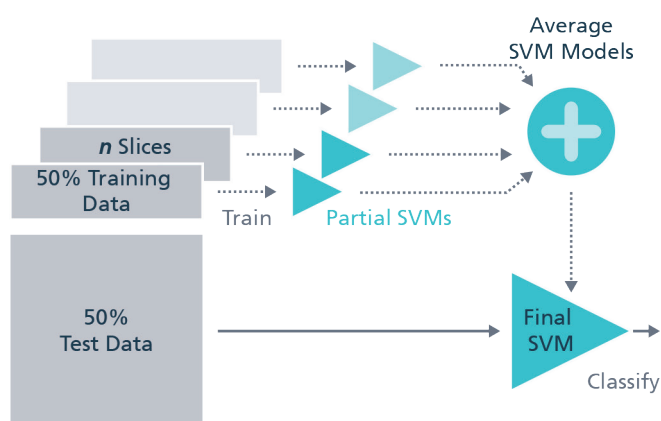 Average
SVM Models
n Slices
50% Training
Data
Train
Partial SVMs
50%
Test Data
Final
SVM
Classify